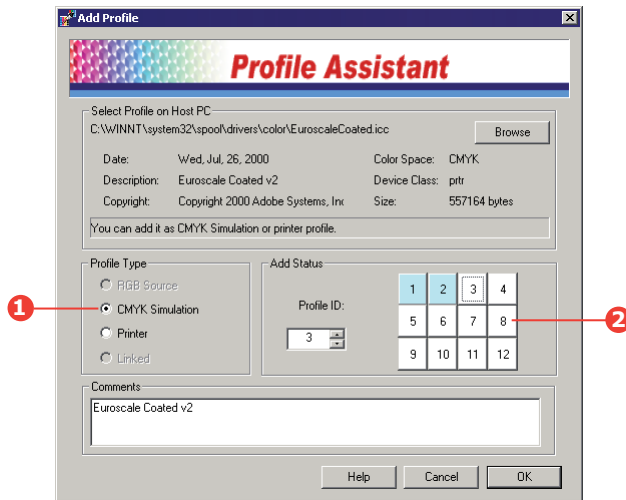 Add Profile
Profile Assistant
Select Profile on Host PC
C:\WINNT\system32\spool\drivers\color\EuroscaleCoated.icc
Browse
Date: Wed, Jul, 26, 2000 Color Space: CMYK
Description: Euroscale Coated v2 Device Class: prtr
Copyright: Copyright 2000 Adobe Systems, Inc Size: 557164 bytes
You can add it as CMYK Simulation or printer profile.
Profile Type
RGB Source
1
CMYK Simulation
Printer
Linked
Add Status
Profile ID:
3
1 2 3 4
5 6 7 8
9 10 11 12
2
Comments
Euroscale Coated v2
Help Cancel OK